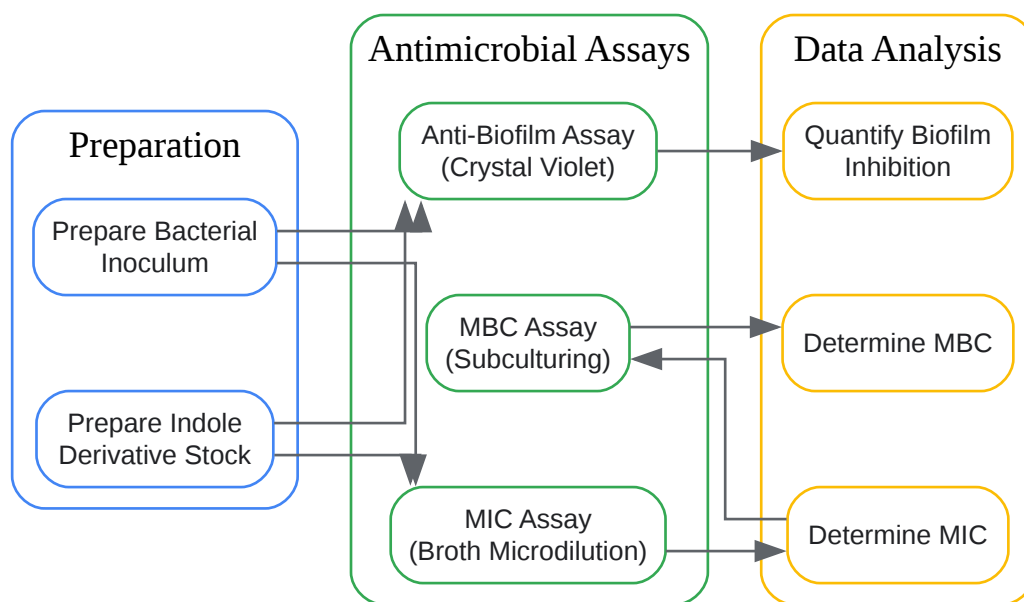 Preparation
Prepare Bacterial
Inoculum
Prepare Indole
Derivative Stock
Antimicrobial Assays
Anti-Biofilm Assay
(Crystal Violet)
MBC Assay
(Subculturing)
MIC Assay
(Broth Microdilution)
Data Analysis
Quantify Biofilm
Inhibition
Determine MBC
Determine MIC